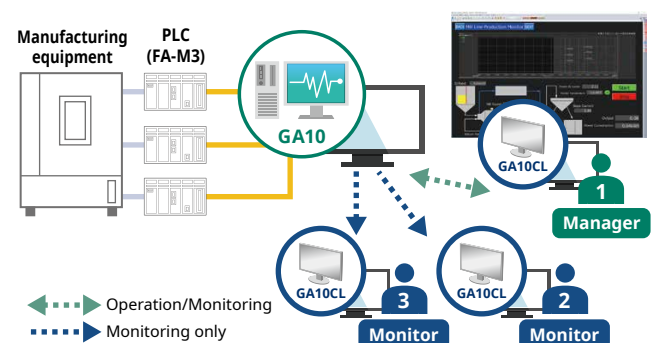 Manufacturing
equipment
PLC
(FA-M3)
GA10
GA10CL
1
Manager
GA10CL
3
Monitor
GA10CL
2
Monitor
Operation/Monitoring
Monitoring only
Start